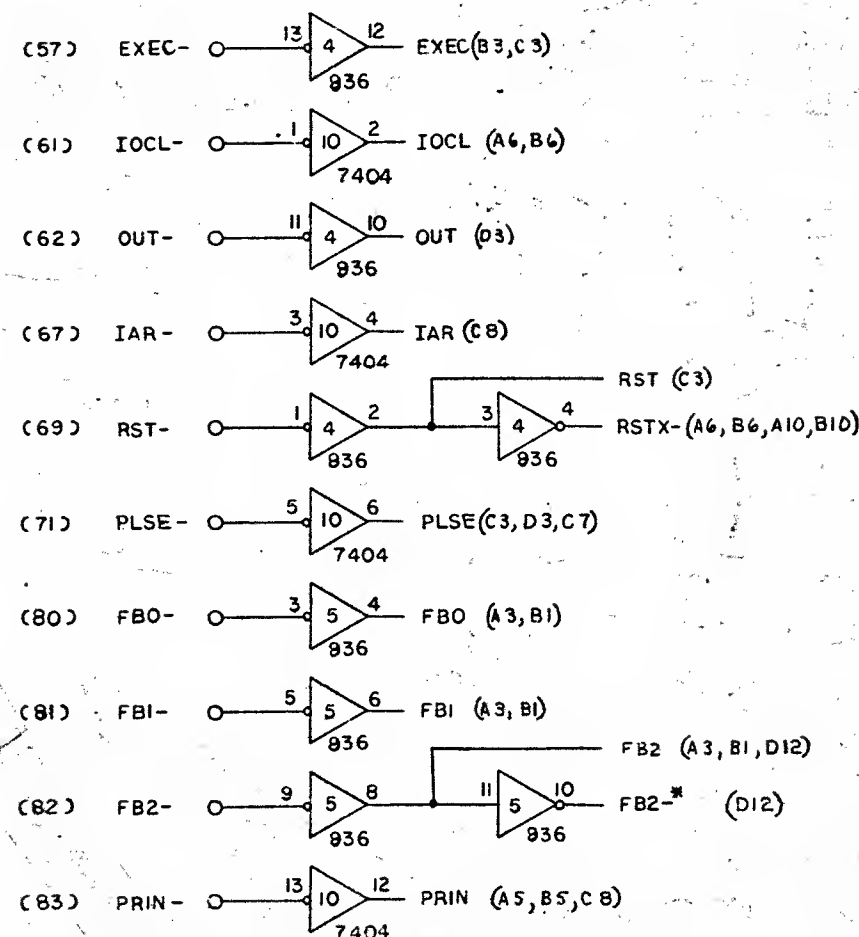 (57) EXEC- 13 4 12 EXEC(B3,C3)
936
(61) IOCL- 1 10 2 IOCL (A6,B6)
7404
(62) OUT- 11 4 10 OUT (D3)
936
(67) IAR- 3 10 4 IAR (C8)
7404
RST (C3)
(69) RST- 1 4 2 3 4 4 RSTX-(A6,B6,A10,B10)
936 936
(71) PLSE- 5 10 6 PLSE(C3,D3,C7)
7404
(80) FB0- 3 5 4 FB0 (A3,B1)
936
(81) FB1- 5 5 6 FB1 (A3,B1)
936
FB2 (A3,B1,D12)
(82) FB2- 9 5 8 11 5 10 FB2-* (D12)
936 936
(83) PRIN- 13 10 12 PRIN (A5,B5,C8)
7404